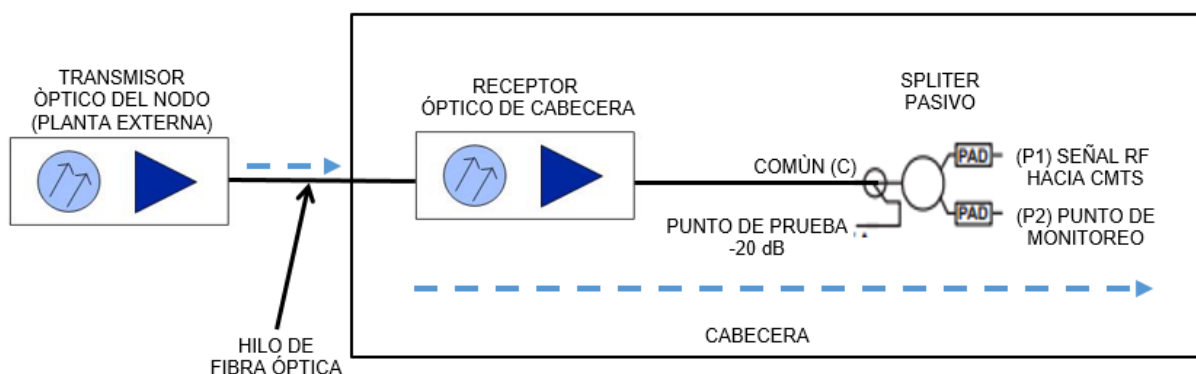 TRANSMISOR
ÒPTICO DEL NODO
(PLANTA EXTERNA)
RECEPTOR
ÓPTICO DE CABECERA
SPLITER
PASIVO
COMÙN (C)
PAD
(P1) SEÑAL RF
HACIA CMTS
PUNTO DE PRUEBA
-20 dB
PAD
(P2) PUNTO DE
MONITOREO
HILO DE
FIBRA ÓPTICA
CABECERA